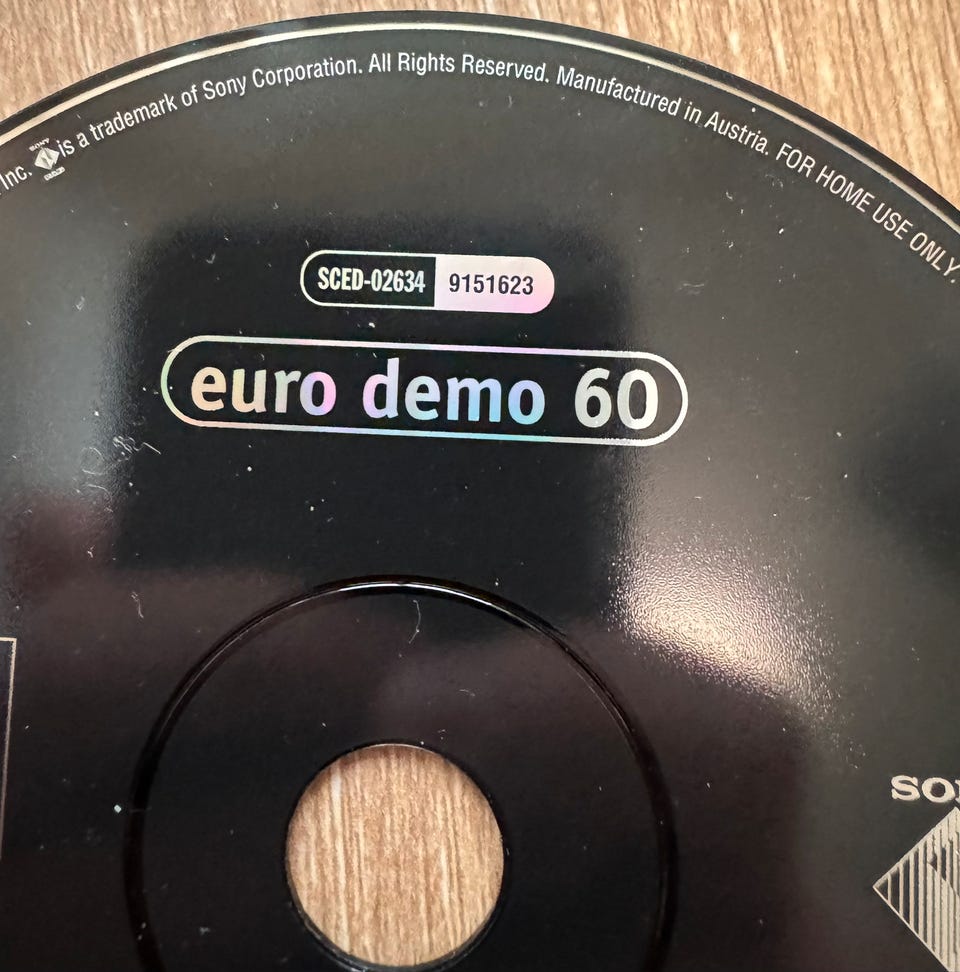 Inc. SONY is a trademark of Sony Corporation. All Rights Reserved. Manufactured in Austria. FOR HOME USE ONLY.
SCED-02634 9151623
euro demo 60